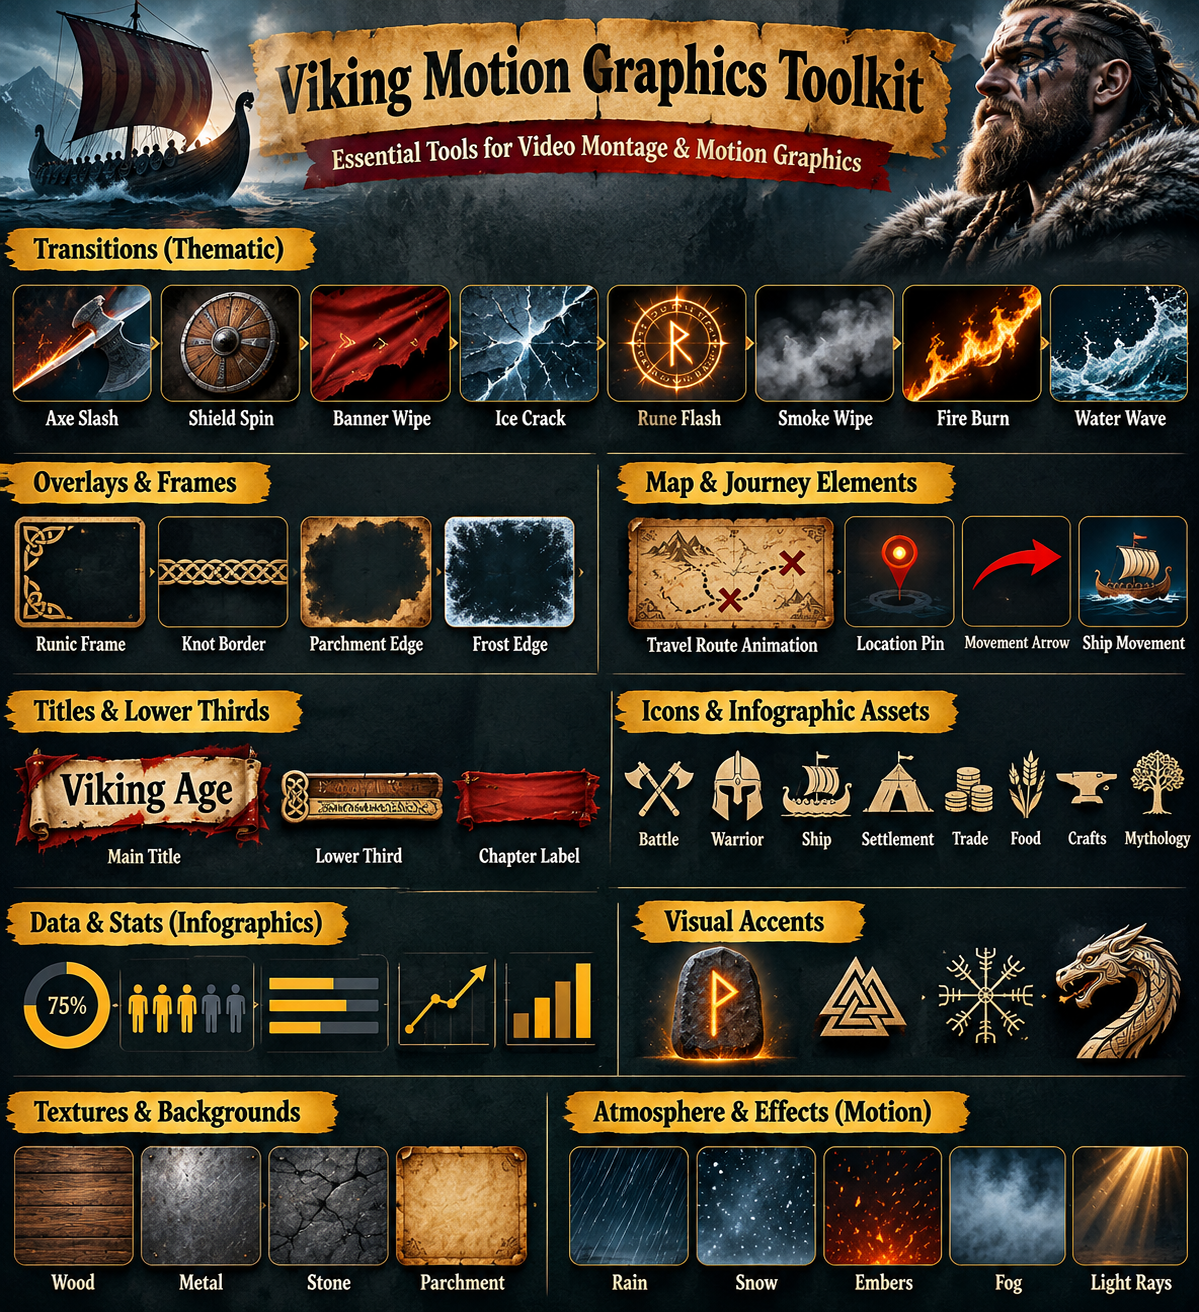 Viking Motion Graphics Toolkit
Essential Tools for Video Montage & Motion Graphics
Transitions (Thematic)
Axe Slash
Shield Spin
Banner Wipe
Ice Crack
Rune Flash
Smoke Wipe
Fire Burn
Water Wave
Overlays & Frames
Runic Frame
Knot Border
Parchment Edge
Frost Edge
Map & Journey Elements
Travel Route Animation
Location Pin
Movement Arrow
Ship Movement
Titles & Lower Thirds
Viking Age
Main Title
Lower Third
Chapter Label
Icons & Infographic Assets
Battle
Warrior
Ship
Settlement
Trade
Food
Crafts
Mythology
Data & Stats (Infographics)
75%
Visual Accents
ᚹ
Textures & Backgrounds
Wood
Metal
Stone
Parchment
Atmosphere & Effects (Motion)
Rain
Snow
Embers
Fog
Light Rays